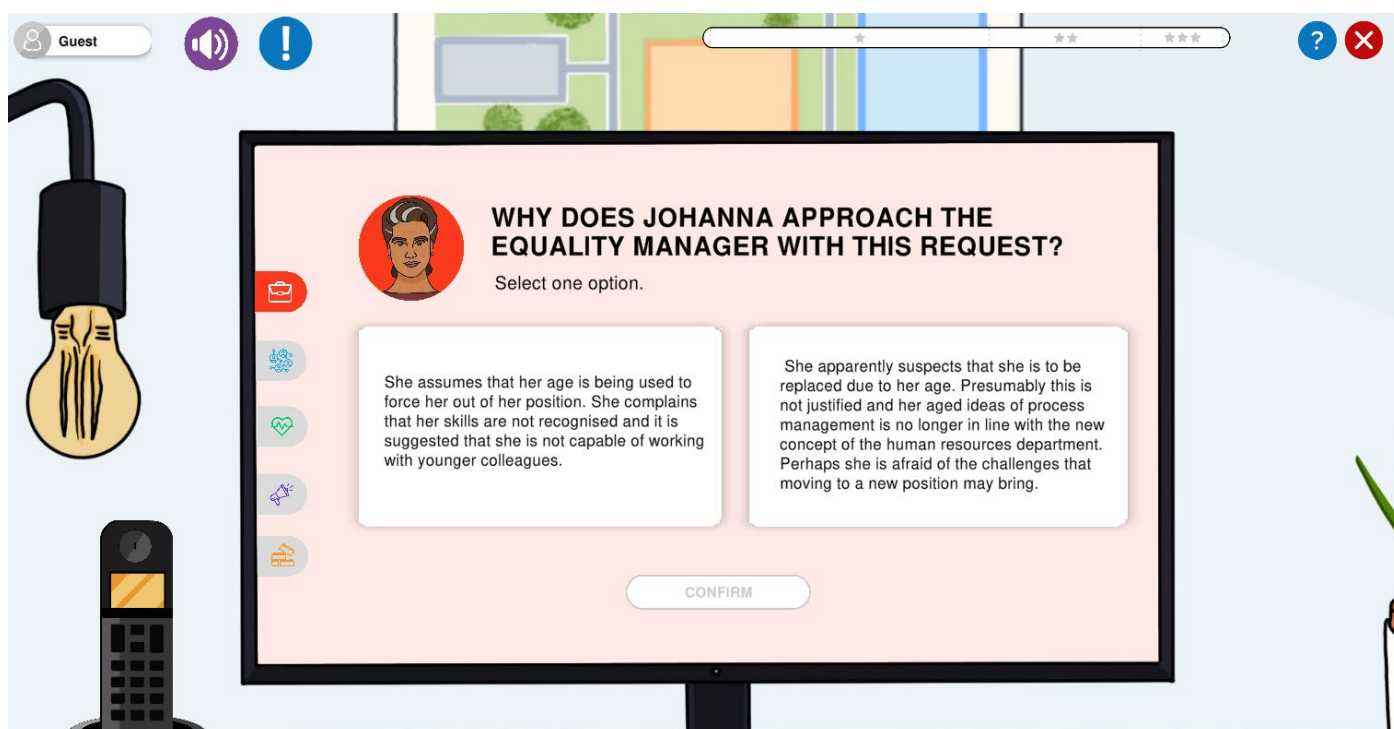 Guest
WHY DOES JOHANNA APPROACH THE
EQUALITY MANAGER WITH THIS REQUEST?
Select one option.
She assumes that her age is being used to
force her out of her position. She complains
that her skills are not recognised and it is
suggested that she is not capable of working
with younger colleagues.
She apparently suspects that she is to be
replaced due to her age. Presumably this is
not justified and her aged ideas of process
management is no longer in line with the new
concept of the human resources department.
Perhaps she is afraid of the challenges that
moving to a new position may bring.
CONFIRM